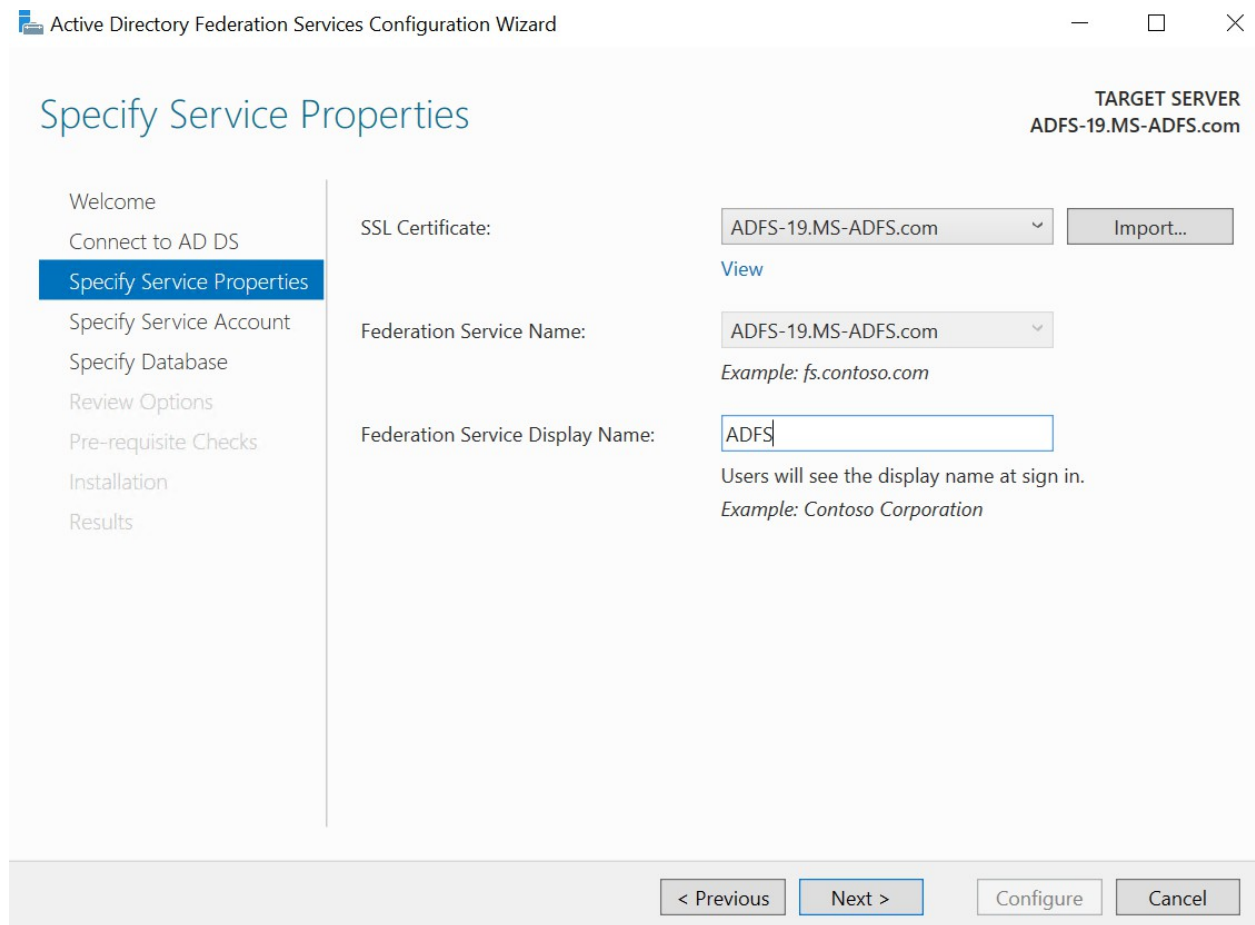 Active Directory Federation Services Configuration Wizard
Specify Service Properties
TARGET SERVER
ADFS-19.MS-ADFS.com
Welcome
Connect to AD DS
Specify Service Properties
Specify Service Account
Specify Database
Review Options
Pre-requisite Checks
Installation
Results
SSL Certificate:
ADFS-19.MS-ADFS.com
Import...
View
Federation Service Name:
ADFS-19.MS-ADFS.com
Example: fs.contoso.com
Federation Service Display Name:
ADFS
Users will see the display name at sign in.
Example: Contoso Corporation
< Previous
Next >
Configure
Cancel